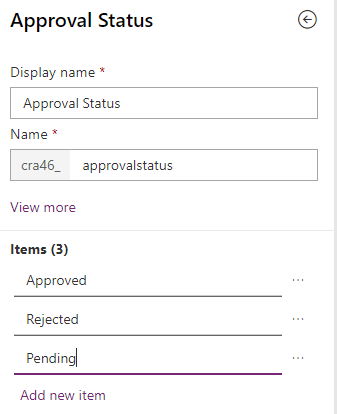 Approval Status
Display name *
Approval Status
Name *
cra46_ approvalstatus
View more
Items (3)
Approved
Rejected
Pending
Add new item